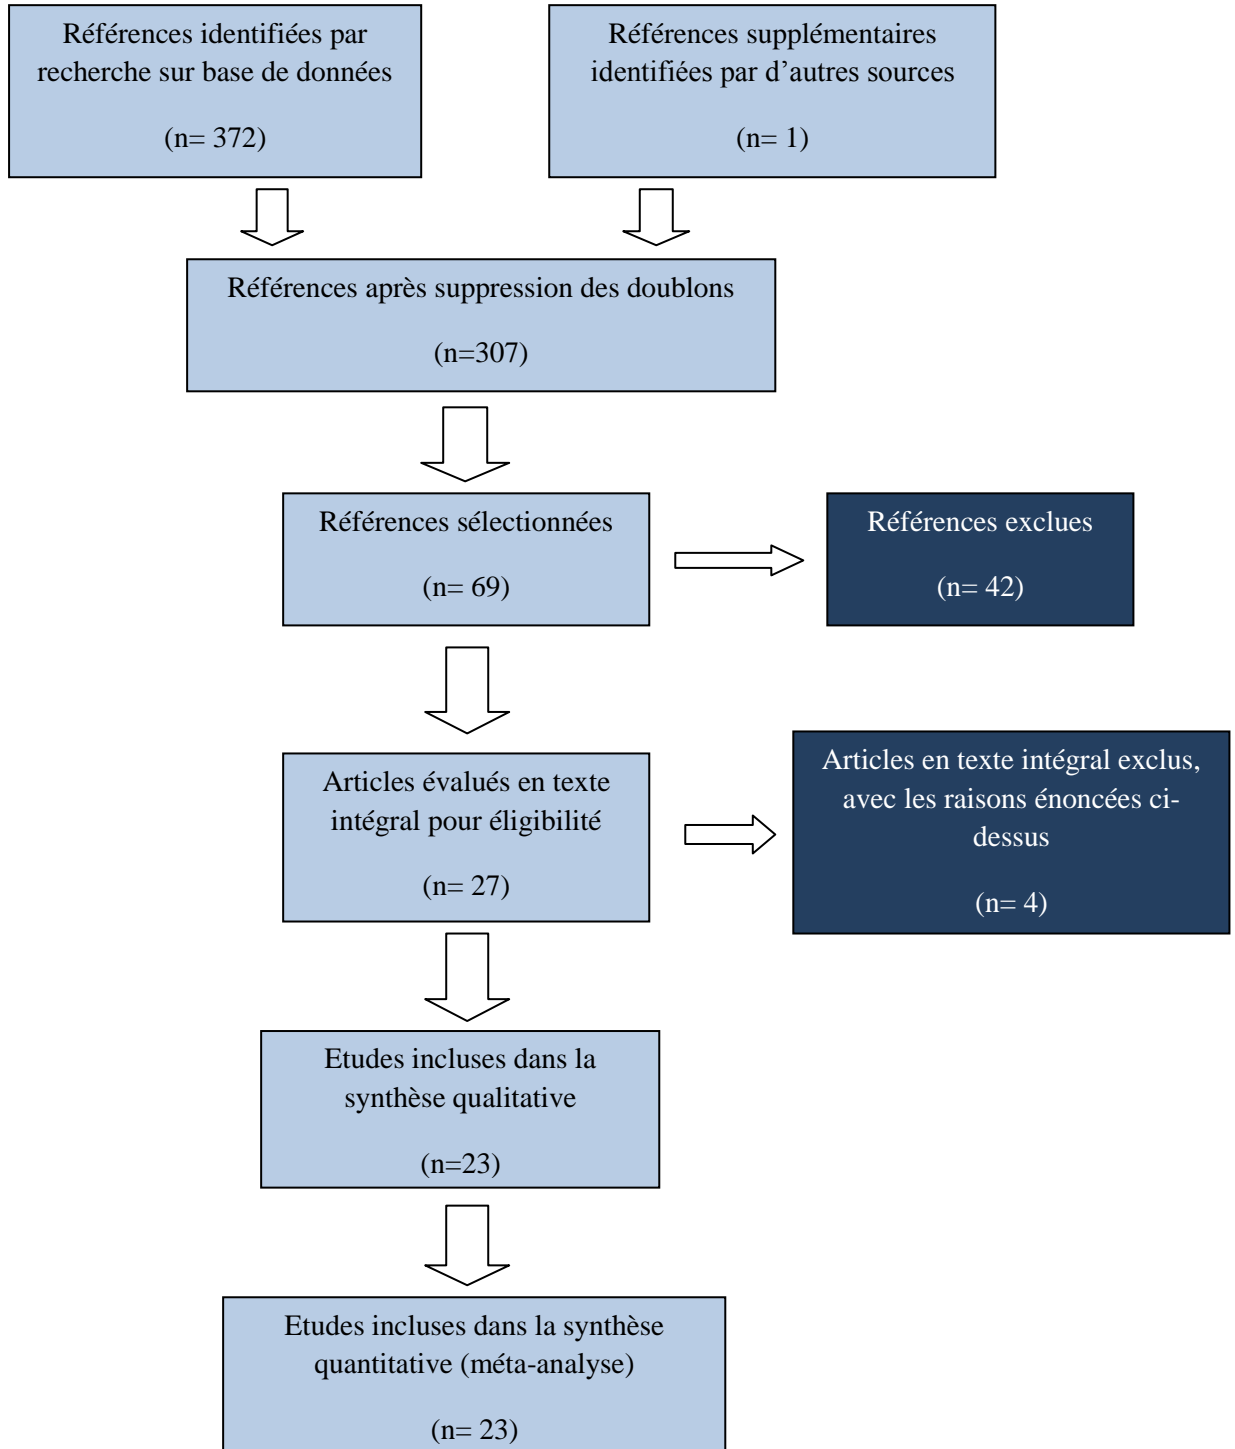 Références identifiées par
recherche sur base de données
(n= 372)
Références supplémentaires
identifiées par d’autres sources
(n= 1)
Références après suppression des doublons
(n=307)
Références sélectionnées
(n= 69)
Références exclues
(n= 42)
Articles évalués en texte
intégral pour éligibilité
(n= 27)
Articles en texte intégral exclus,
avec les raisons énoncées ci-
dessus
(n= 4)
Etudes incluses dans la
synthèse qualitative
(n=23)
Etudes incluses dans la synthèse
quantitative (méta-analyse)
(n= 23)